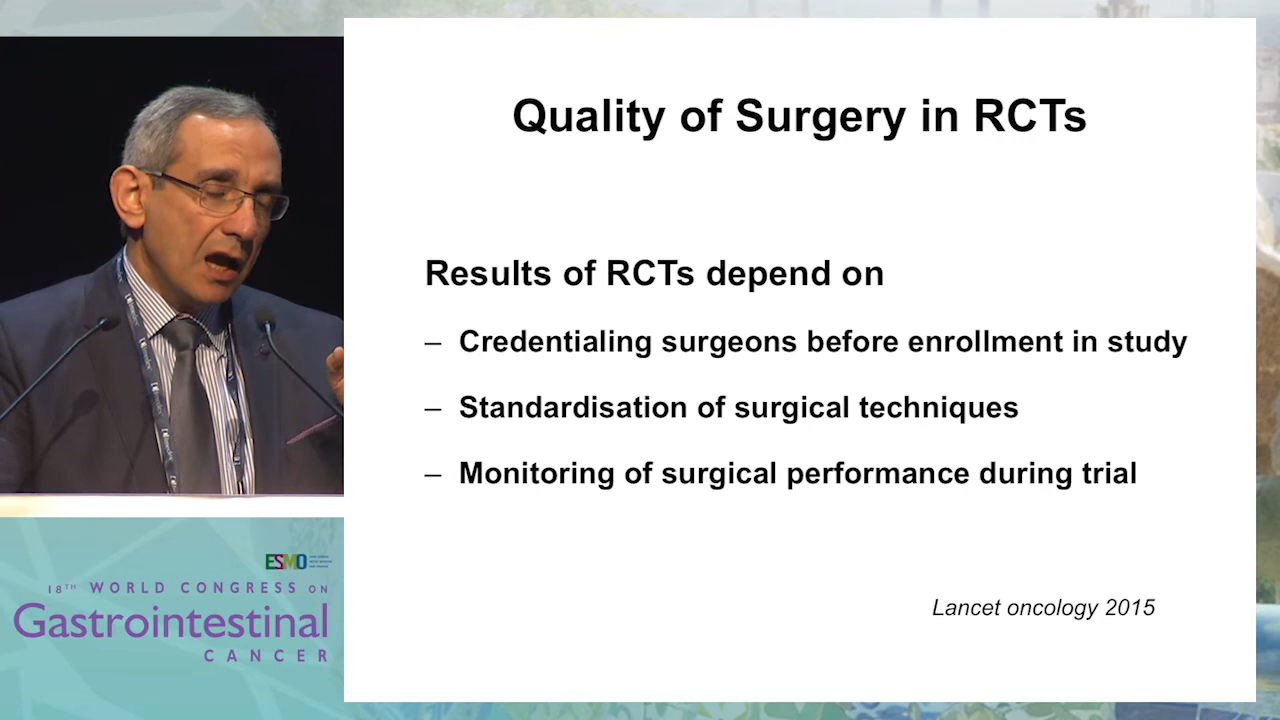 Quality of Surgery in RCTs
Results of RCTs depend on
– Credentialing surgeons before enrollment in study
– Standardisation of surgical techniques
– Monitoring of surgical performance during trial
Lancet oncology 2015
ESMO
18TH WORLD CONGRESS ON
Gastrointestinal
CANCER